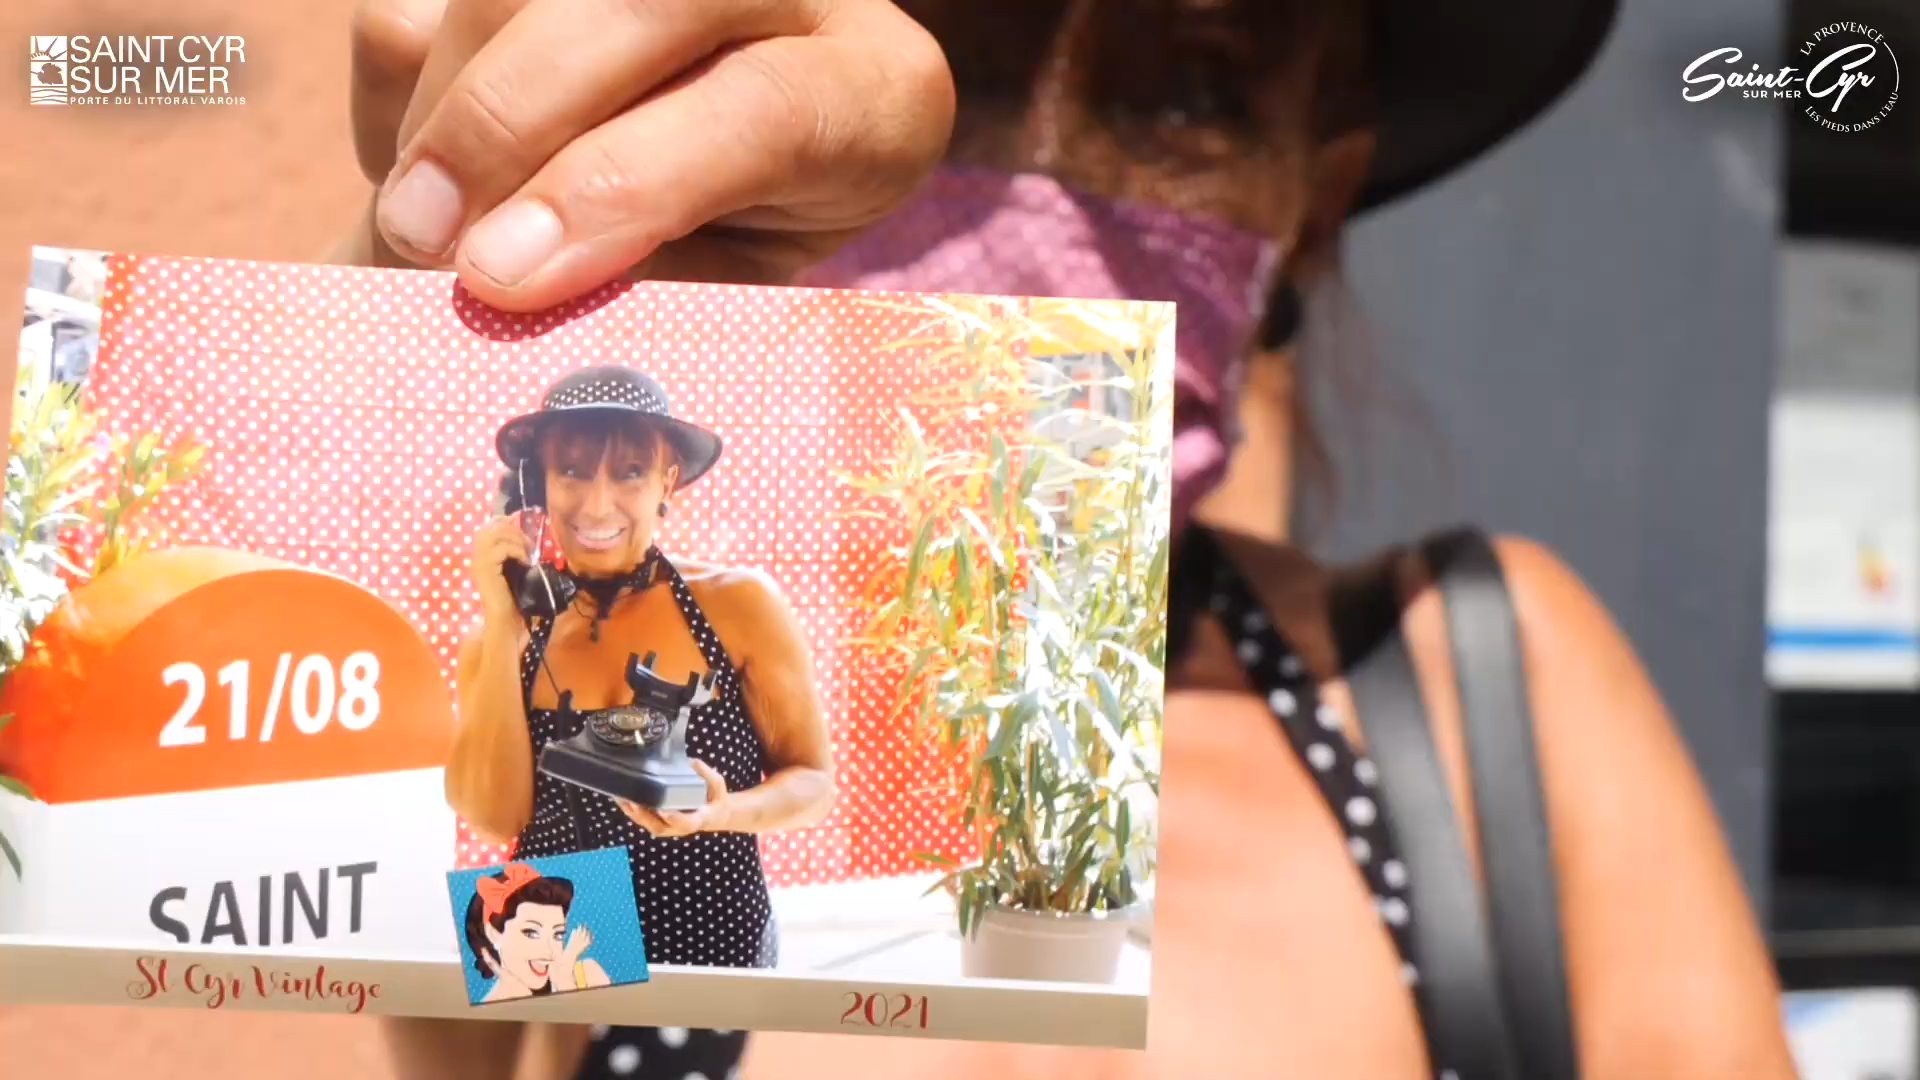 SAINT CYR
SUR MER
PORTE DU LITTORAL VAROIS
LA PROVENCE
Saint-Cyr
SUR MER
LES PIEDS DANS L'EAU
21/08
SAINT
St Cyr Vintage
2021